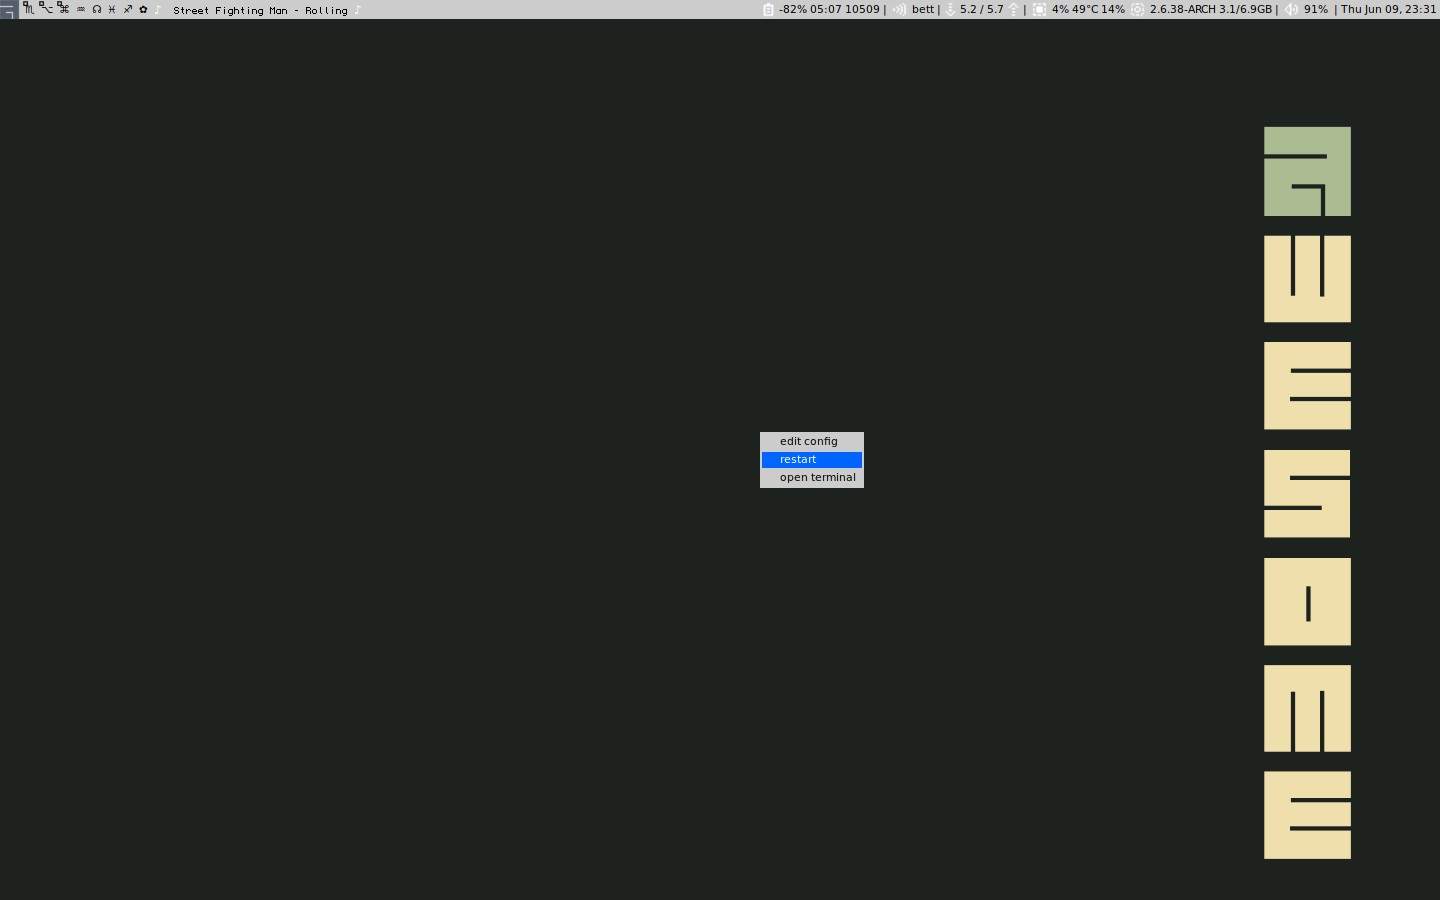 ♏ ⌥ ⌘ ♒ ☊ ♓ ♐ ✿ ♪ Street Fighting Man - Rolling ♪ -82% 05:07 10509 | bett | 5.2 / 5.7 | 4% 49°C 14% 2.6.38-ARCH 3.1/6.9GB | 91% | Thu Jun 09, 23:31
edit config
restart
open terminal
A
W
E
S
O
M
E